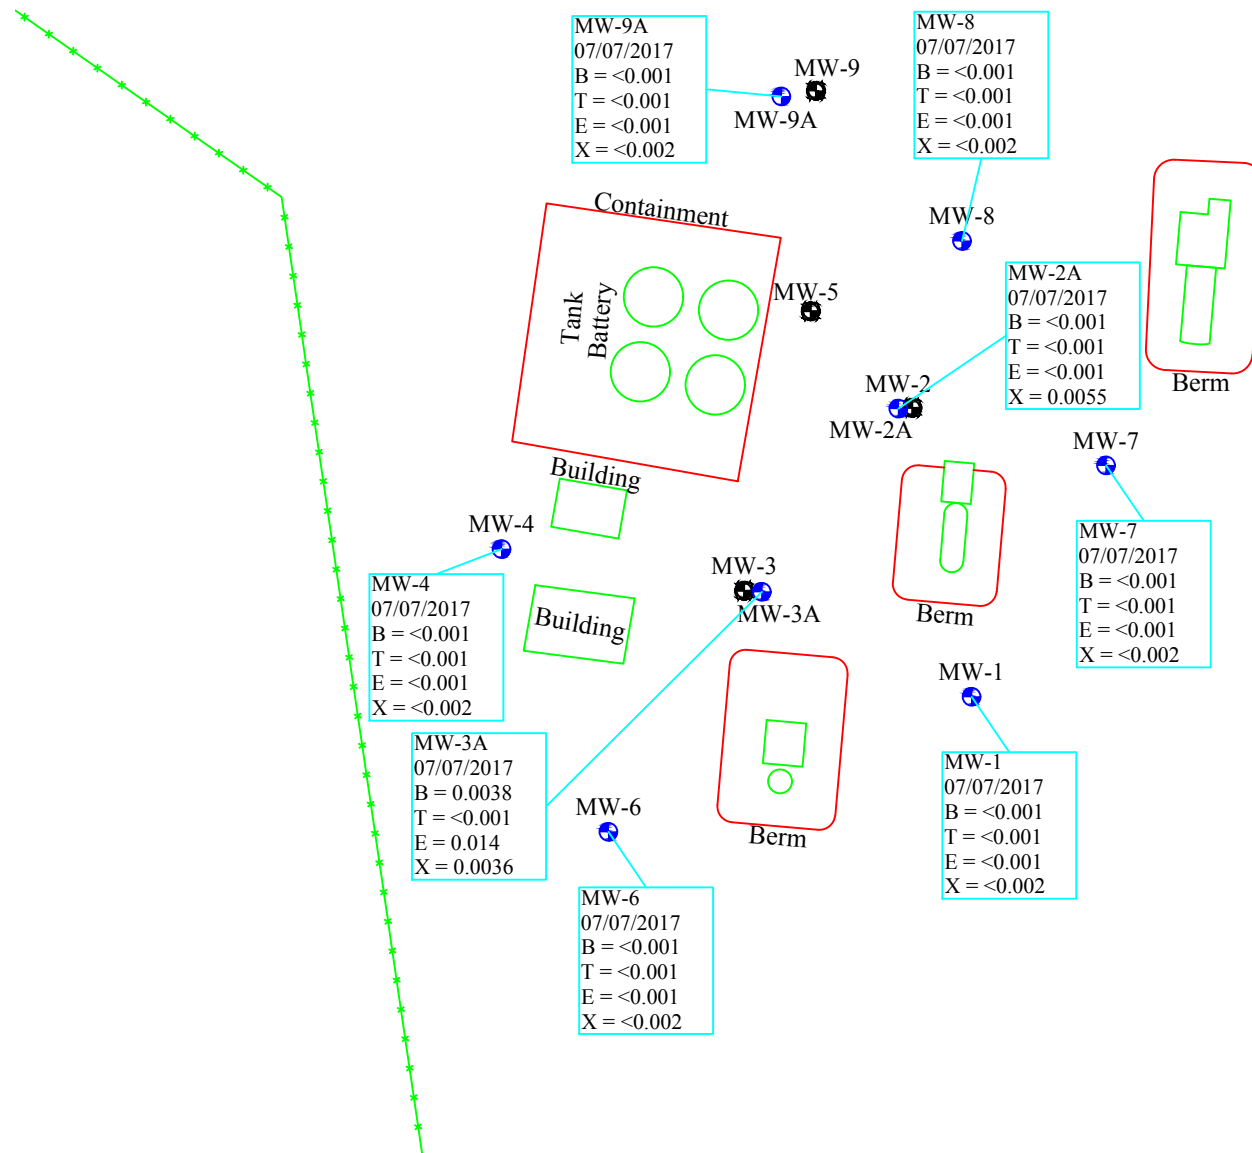 MW-9A
07/07/2017
B = <0.001
T = <0.001
E = <0.001
X = <0.002
MW-9
MW-9A
MW-8
07/07/2017
B = <0.001
T = <0.001
E = <0.001
X = <0.002
MW-8
Containment
Tank
Battery
MW-5
MW-2A
07/07/2017
B = <0.001
T = <0.001
E = <0.001
X = 0.0055
MW-2
MW-2A
Berm
MW-7
MW-7
07/07/2017
B = <0.001
T = <0.001
E = <0.001
X = <0.002
Building
MW-4
MW-4
07/07/2017
B = <0.001
T = <0.001
E = <0.001
X = <0.002
Building
MW-3
MW-3A
Berm
MW-1
MW-3A
07/07/2017
B = 0.0038
T = <0.001
E = 0.014
X = 0.0036
MW-6
Berm
MW-1
07/07/2017
B = <0.001
T = <0.001
E = <0.001
X = <0.002
MW-6
07/07/2017
B = <0.001
T = <0.001
E = <0.001
X = <0.002